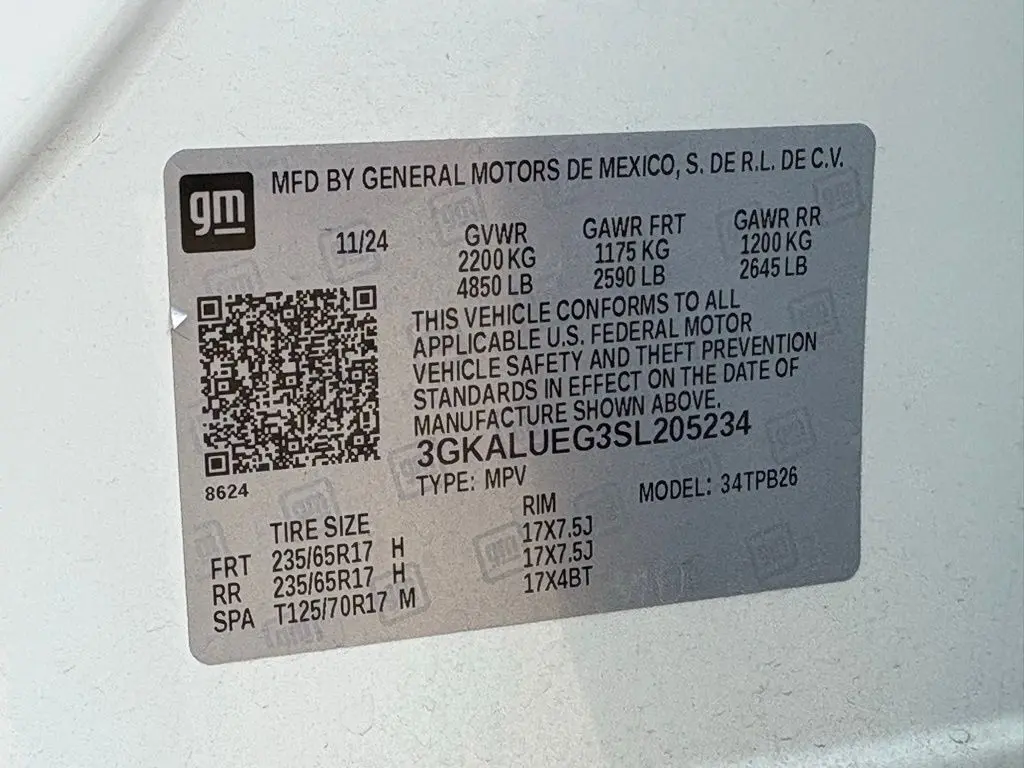 gm
MFD BY GENERAL MOTORS DE MEXICO, S. DE R.L. DE C.V.
11/24 GVWR GAWR FRT GAWR RR
2200 KG 1175 KG 1200 KG
4850 LB 2590 LB 2645 LB
THIS VEHICLE CONFORMS TO ALL
APPLICABLE U.S. FEDERAL MOTOR
VEHICLE SAFETY AND THEFT PREVENTION
STANDARDS IN EFFECT ON THE DATE OF
MANUFACTURE SHOWN ABOVE.
3GKALUEG3SL205234
8624
TYPE: MPV MODEL: 34TPB26
TIRE SIZE RIM
FRT 235/65R17 H 17X7.5J
RR 235/65R17 H 17X7.5J
SPA T125/70R17 M 17X4BT